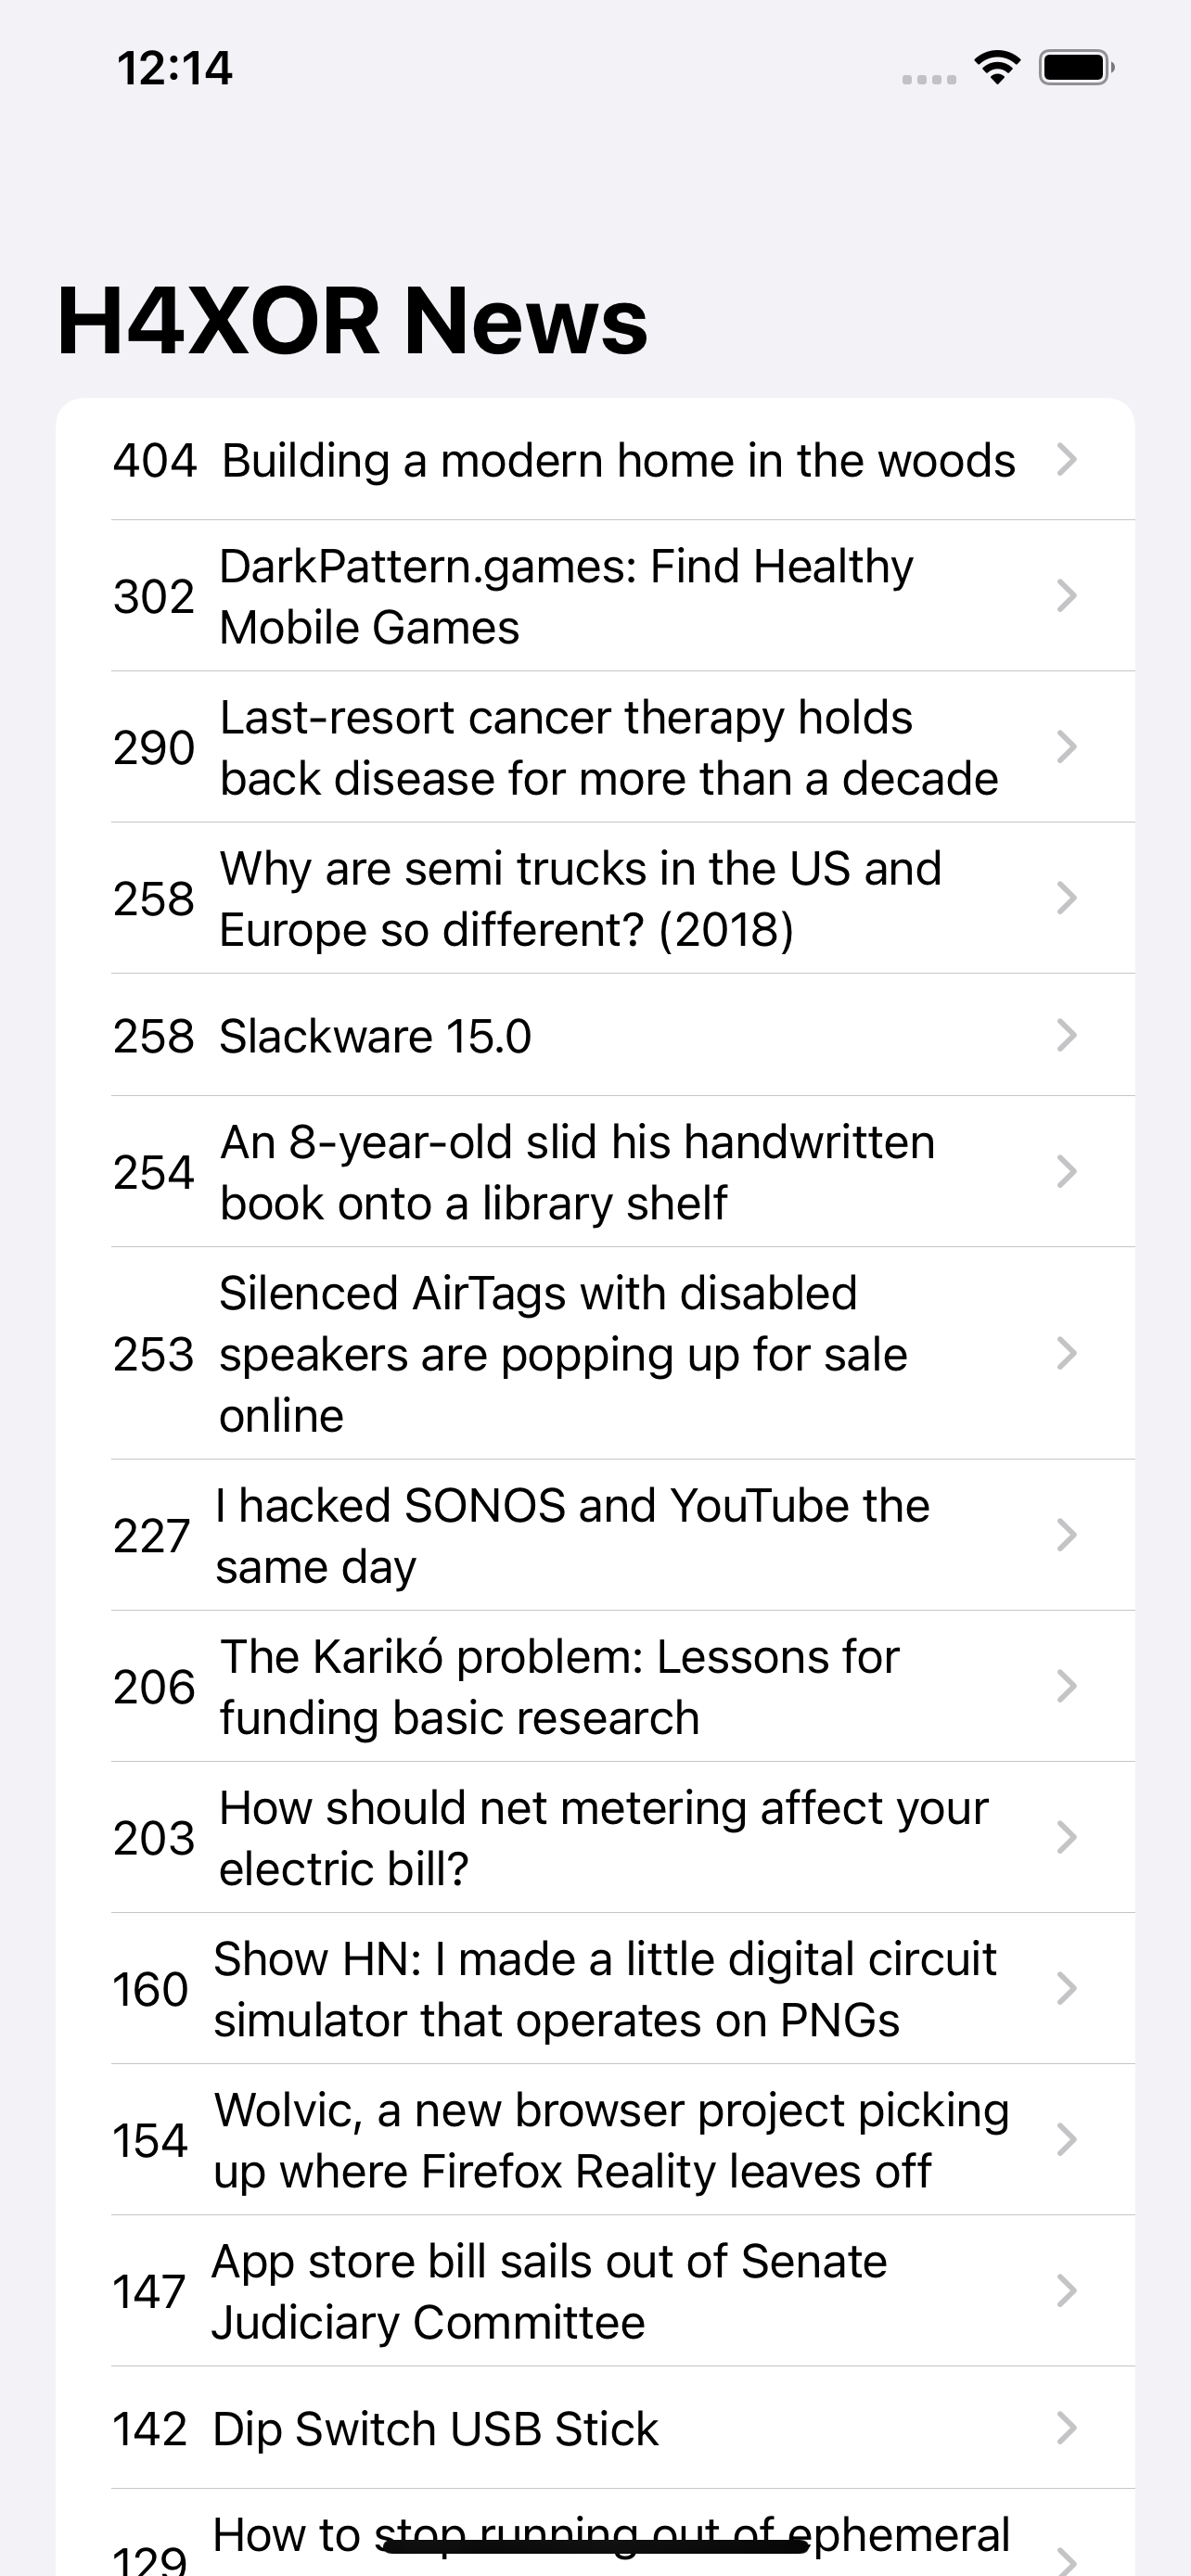 12:14
H4XOR News
404 Building a modern home in the woods
302 DarkPattern.games: Find Healthy
Mobile Games
290 Last-resort cancer therapy holds
back disease for more than a decade
258 Why are semi trucks in the US and
Europe so different? (2018)
258 Slackware 15.0
254 An 8-year-old slid his handwritten
book onto a library shelf
253 Silenced AirTags with disabled
speakers are popping up for sale
online
227 I hacked SONOS and YouTube the
same day
206 The Karikó problem: Lessons for
funding basic research
203 How should net metering affect your
electric bill?
160 Show HN: I made a little digital circuit
simulator that operates on PNGs
154 Wolvic, a new browser project picking
up where Firefox Reality leaves off
147 App store bill sails out of Senate
Judiciary Committee
142 Dip Switch USB Stick
129 How to stop running out of ephemeral